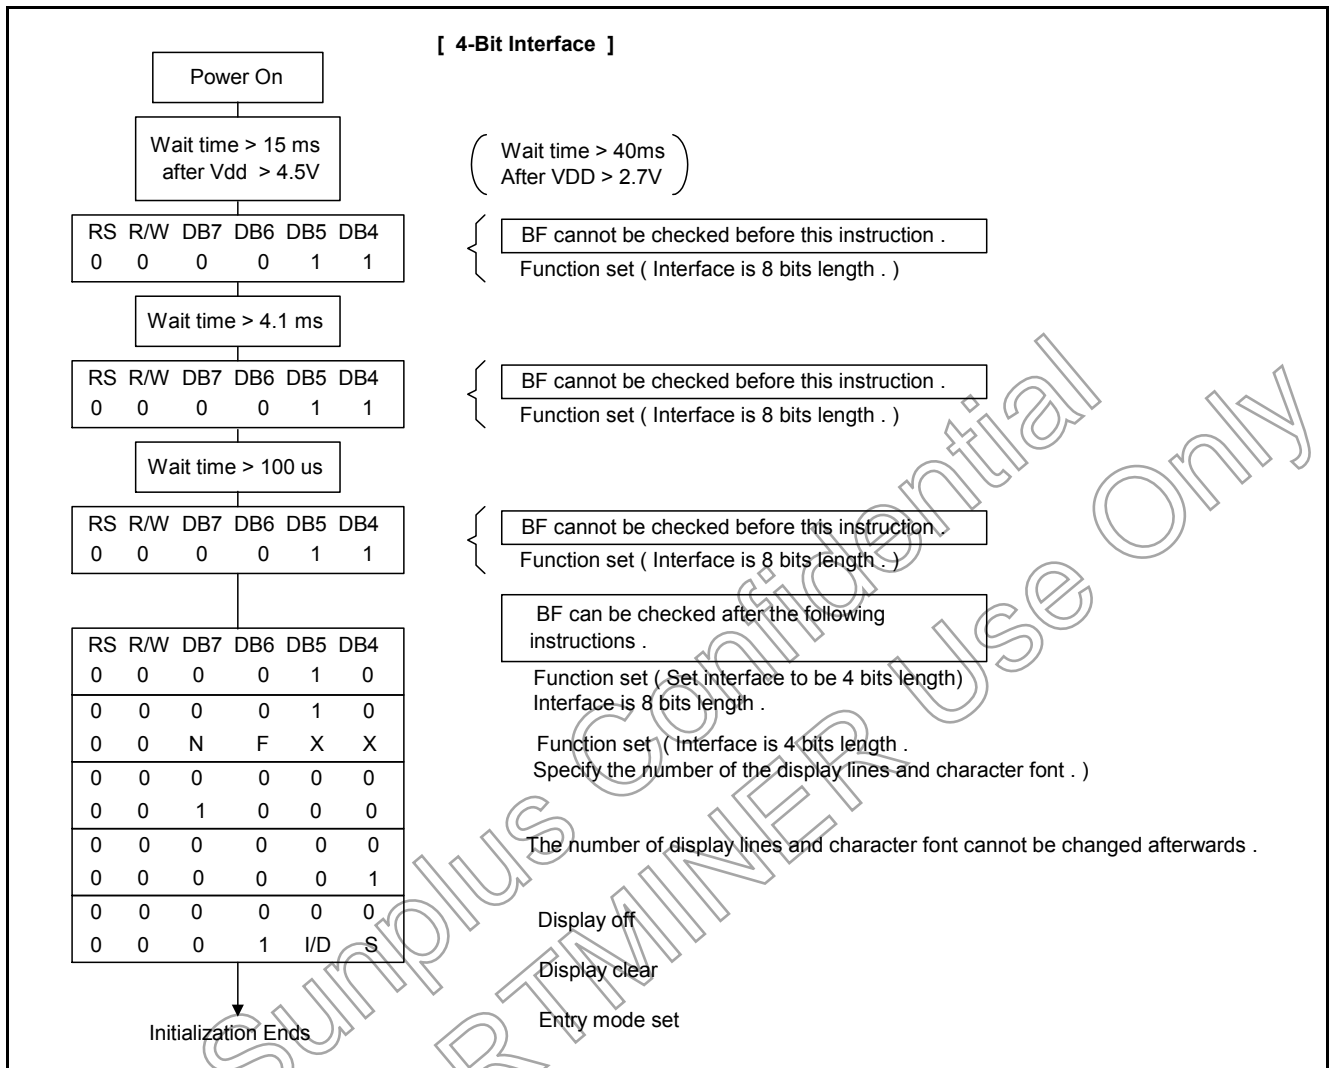 [ 4-Bit Interface ]
Power On
Wait time > 15 ms
after Vdd > 4.5V
Wait time > 40ms
After VDD > 2.7V
RS R/W DB7 DB6 DB5 DB4
0 0 0 0 1 1
BF cannot be checked before this instruction .
Function set ( Interface is 8 bits length . )
Wait time > 4.1 ms
RS R/W DB7 DB6 DB5 DB4
0 0 0 0 1 1
BF cannot be checked before this instruction .
Function set ( Interface is 8 bits length . )
Wait time > 100 us
RS R/W DB7 DB6 DB5 DB4
0 0 0 0 1 1
BF cannot be checked before this instruction .
Function set ( Interface is 8 bits length . )
BF can be checked after the following
instructions .
RS R/W DB7 DB6 DB5 DB4
0 0 0 0 1 0
0 0 0 0 1 0
0 0 N F X X
0 0 0 0 0 0
0 0 1 0 0 0
0 0 0 0 0 0
0 0 0 0 0 1
0 0 0 0 0 0
0 0 0 1 I/D S
Function set ( Set interface to be 4 bits length)
Interface is 8 bits length .
Function set ( Interface is 4 bits length .
Specify the number of the display lines and character font . )
The number of display lines and character font cannot be changed afterwards .
Display off
Display clear
Entry mode set
Initialization Ends
Sunplus Confidential
RTMINER Use Only